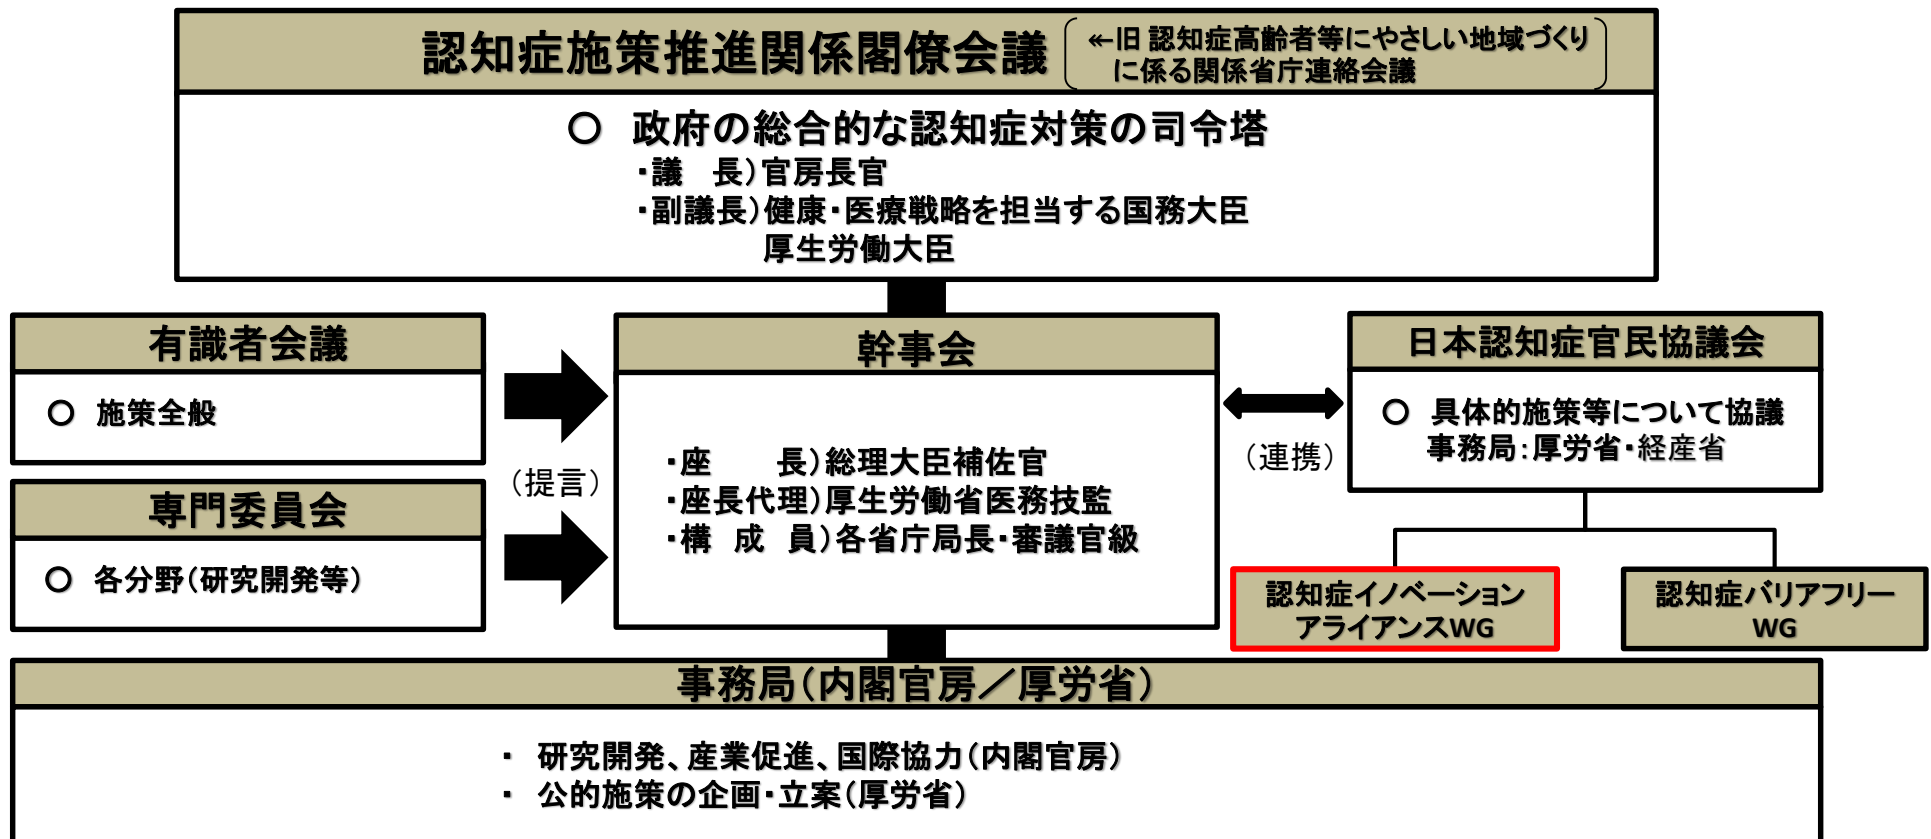 認知症施策推進関係閣僚会議
←旧 認知症高齢者等にやさしい地域づくり
に係る関係省庁連絡会議
○ 政府の総合的な認知症対策の司令塔
・議 長)官房長官
・副議長)健康・医療戦略を担当する国務大臣
厚生労働大臣
有識者会議
○ 施策全般
専門委員会
○ 各分野(研究開発等)
(提言)
幹事会
・座 長)総理大臣補佐官
・座長代理)厚生労働省医務技監
・構 成 員)各省庁局長・審議官級
(連携)
日本認知症官民協議会
○ 具体的施策等について協議
事務局:厚労省・経産省
認知症イノベーション
アライアンスWG
認知症バリアフリー
WG
事務局(内閣官房/厚労省)
・ 研究開発、産業促進、国際協力(内閣官房)
・ 公的施策の企画・立案(厚労省)